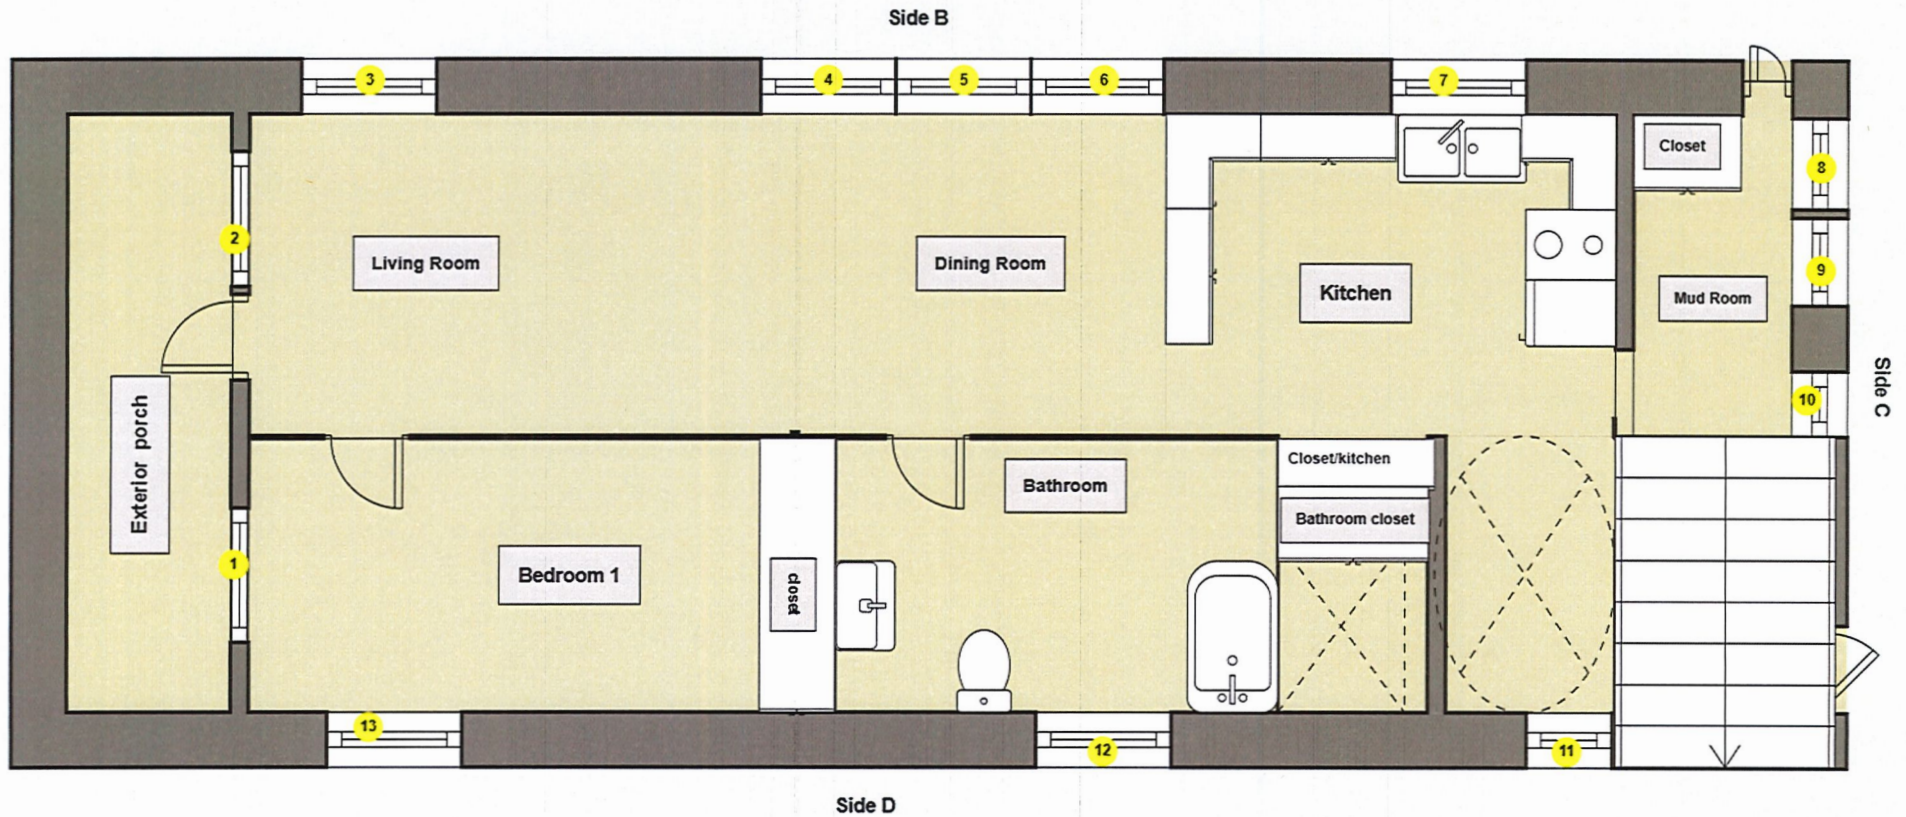 Side B
3
4
5
6
7
Closet
8
2
Living Room
Dining Room
Kitchen
Mud Room
9
Side C
10
Exterior porch
Closet/kitchen
Bathroom
Bathroom closet
1
Bedroom 1
closet
13
12
11
Side D